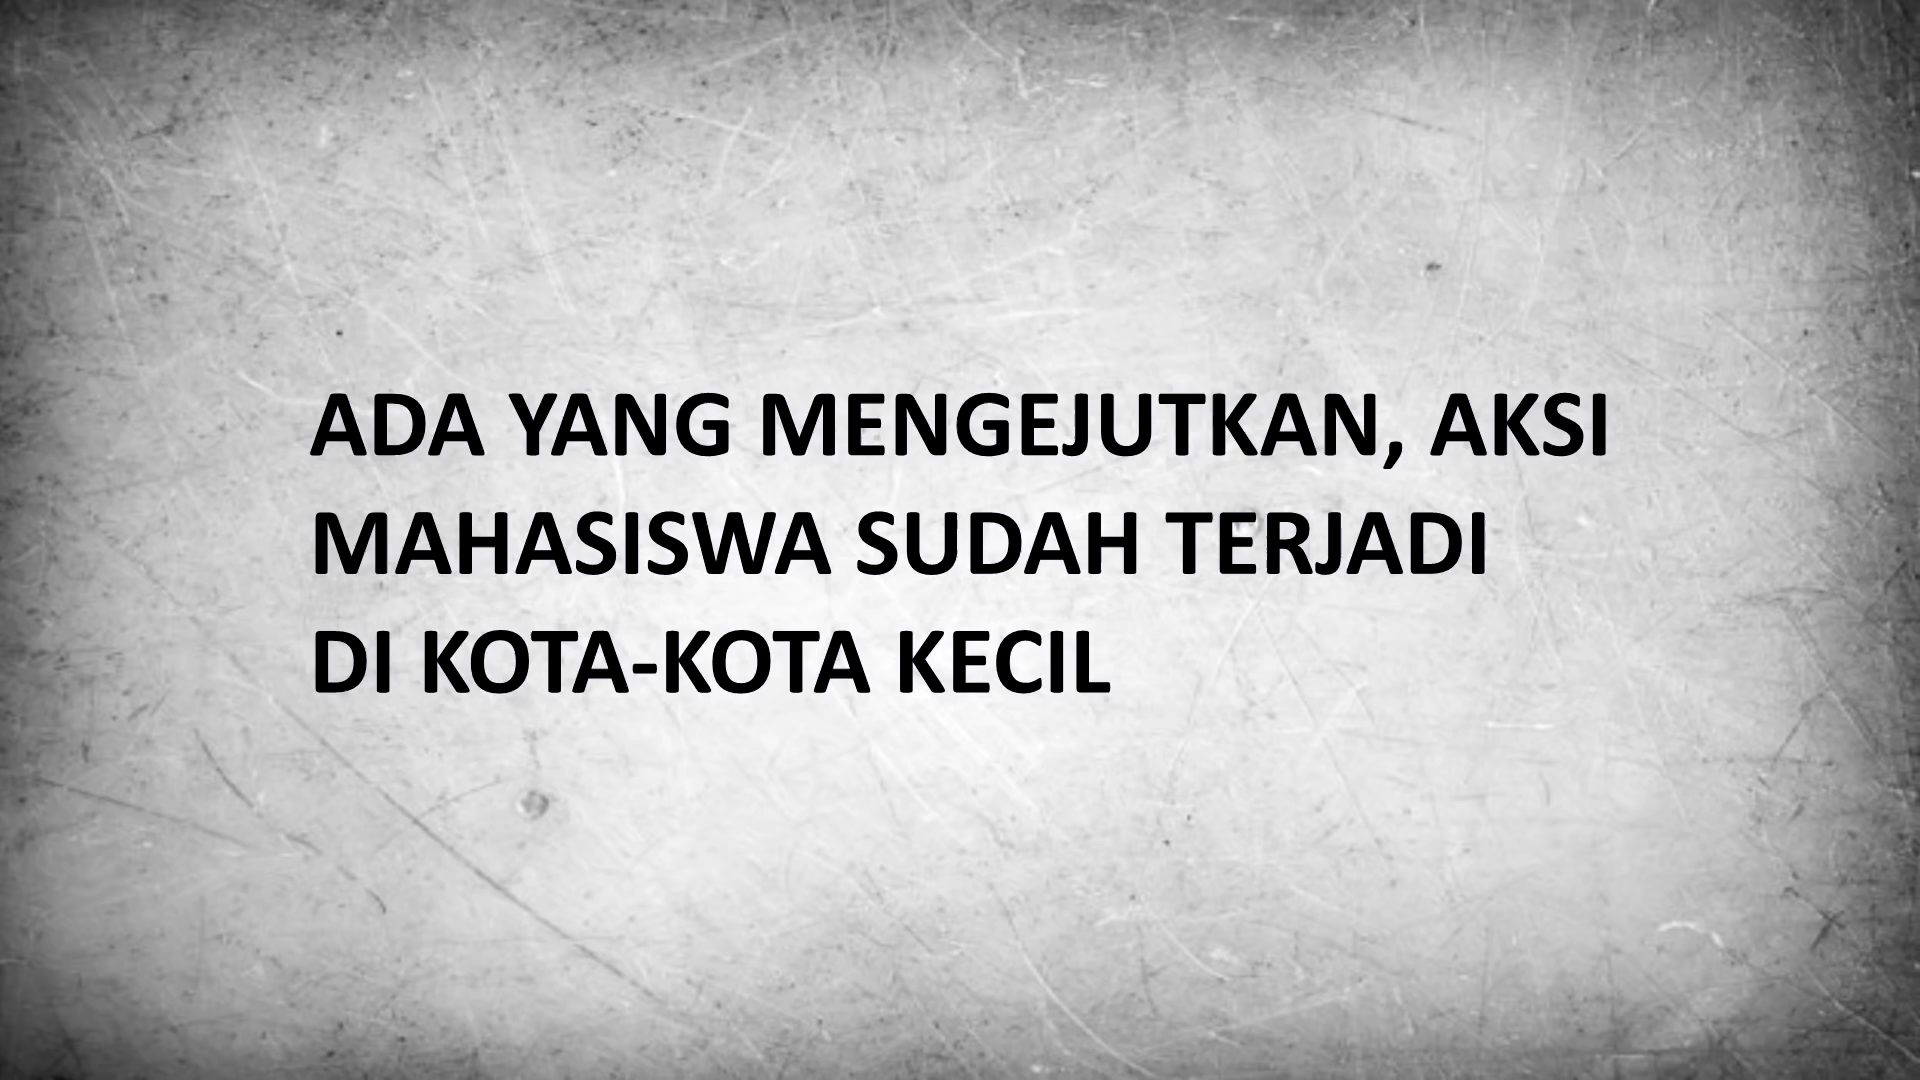 ADA YANG MENGEJUTKAN, AKSI
MAHASISWA SUDAH TERJADI
DI KOTA-KOTA KECIL